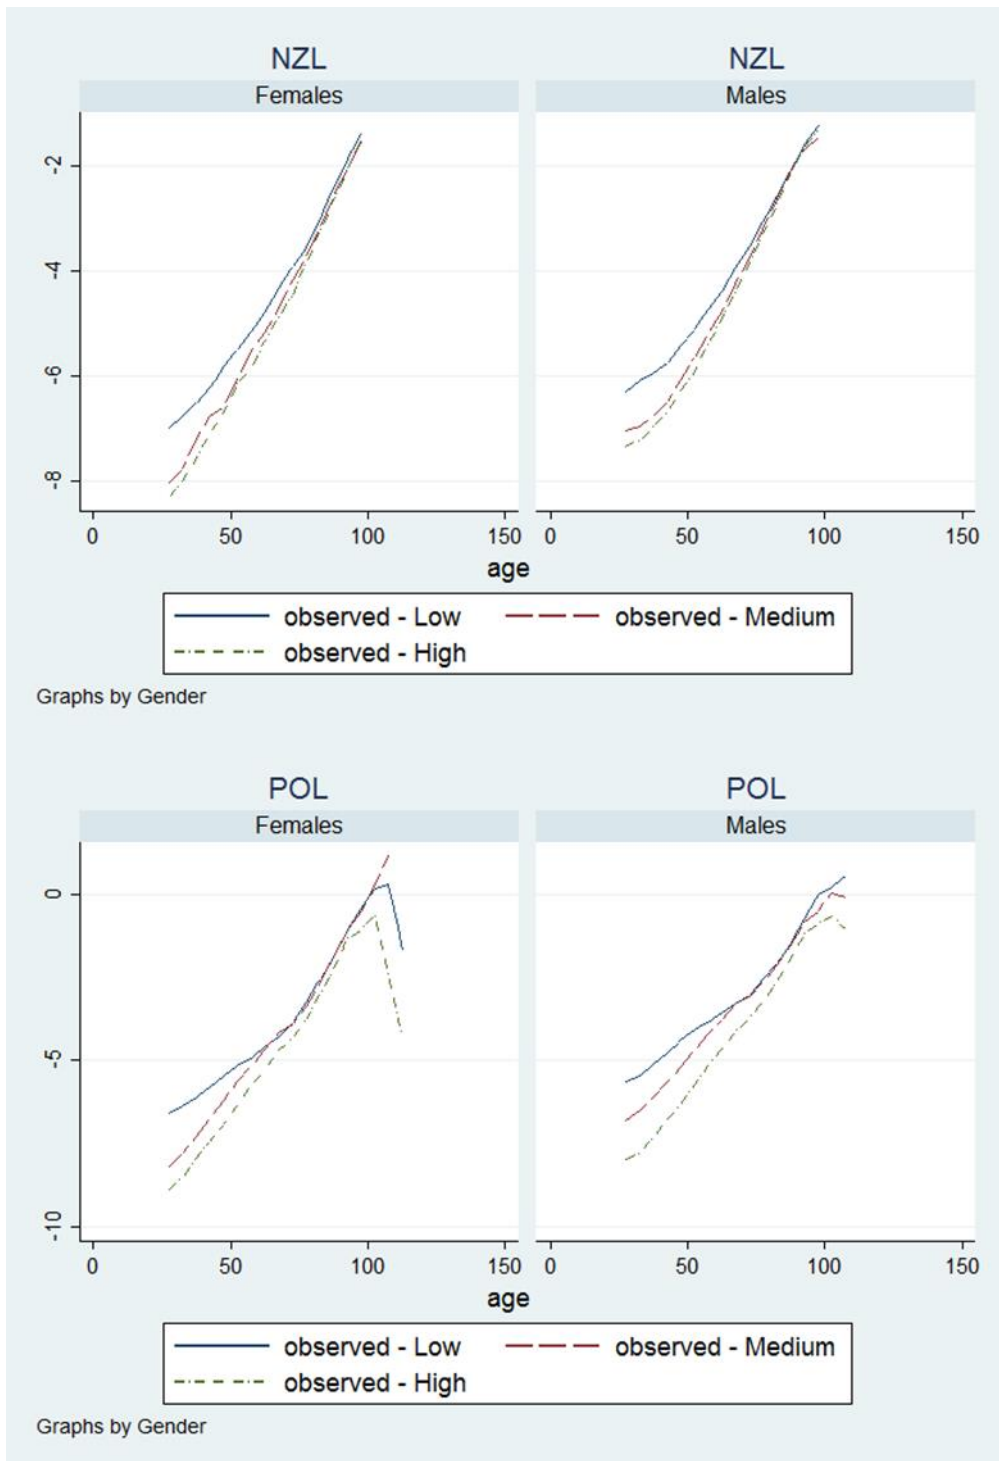 NZL NZL
Females Males
-2
-4
-6
-8
0 50 100 150 0 50 100 150
age
observed - Low observed - Medium
observed - High
Graphs by Gender
POL POL
Females Males
0
-5
-10
0 50 100 150 0 50 100 150
age
observed - Low observed - Medium
observed - High
Graphs by Gender